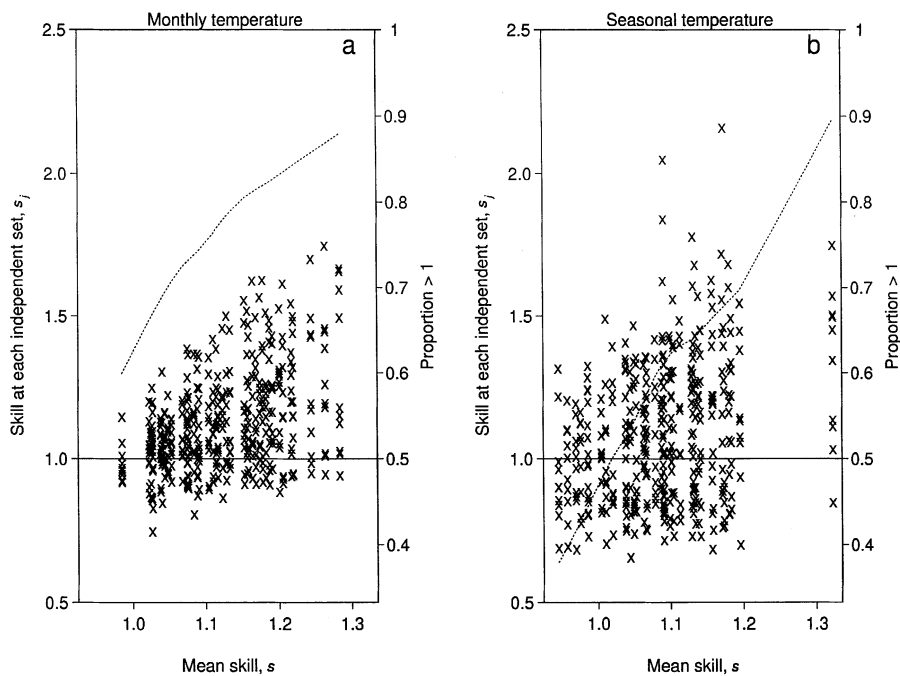 Monthly temperature
a
2.5
2.0
1.5
1.0
0.5
Skill at each independent set, sj
1
0.9
0.8
0.7
0.6
0.5
0.4
Proportion > 1
1.0 1.1 1.2 1.3
Mean skill, s
Seasonal temperature
b
2.5
2.0
1.5
1.0
0.5
Skill at each independent set, sj
1
0.9
0.8
0.7
0.6
0.5
0.4
Proportion > 1
1.0 1.1 1.2 1.3
Mean skill, s